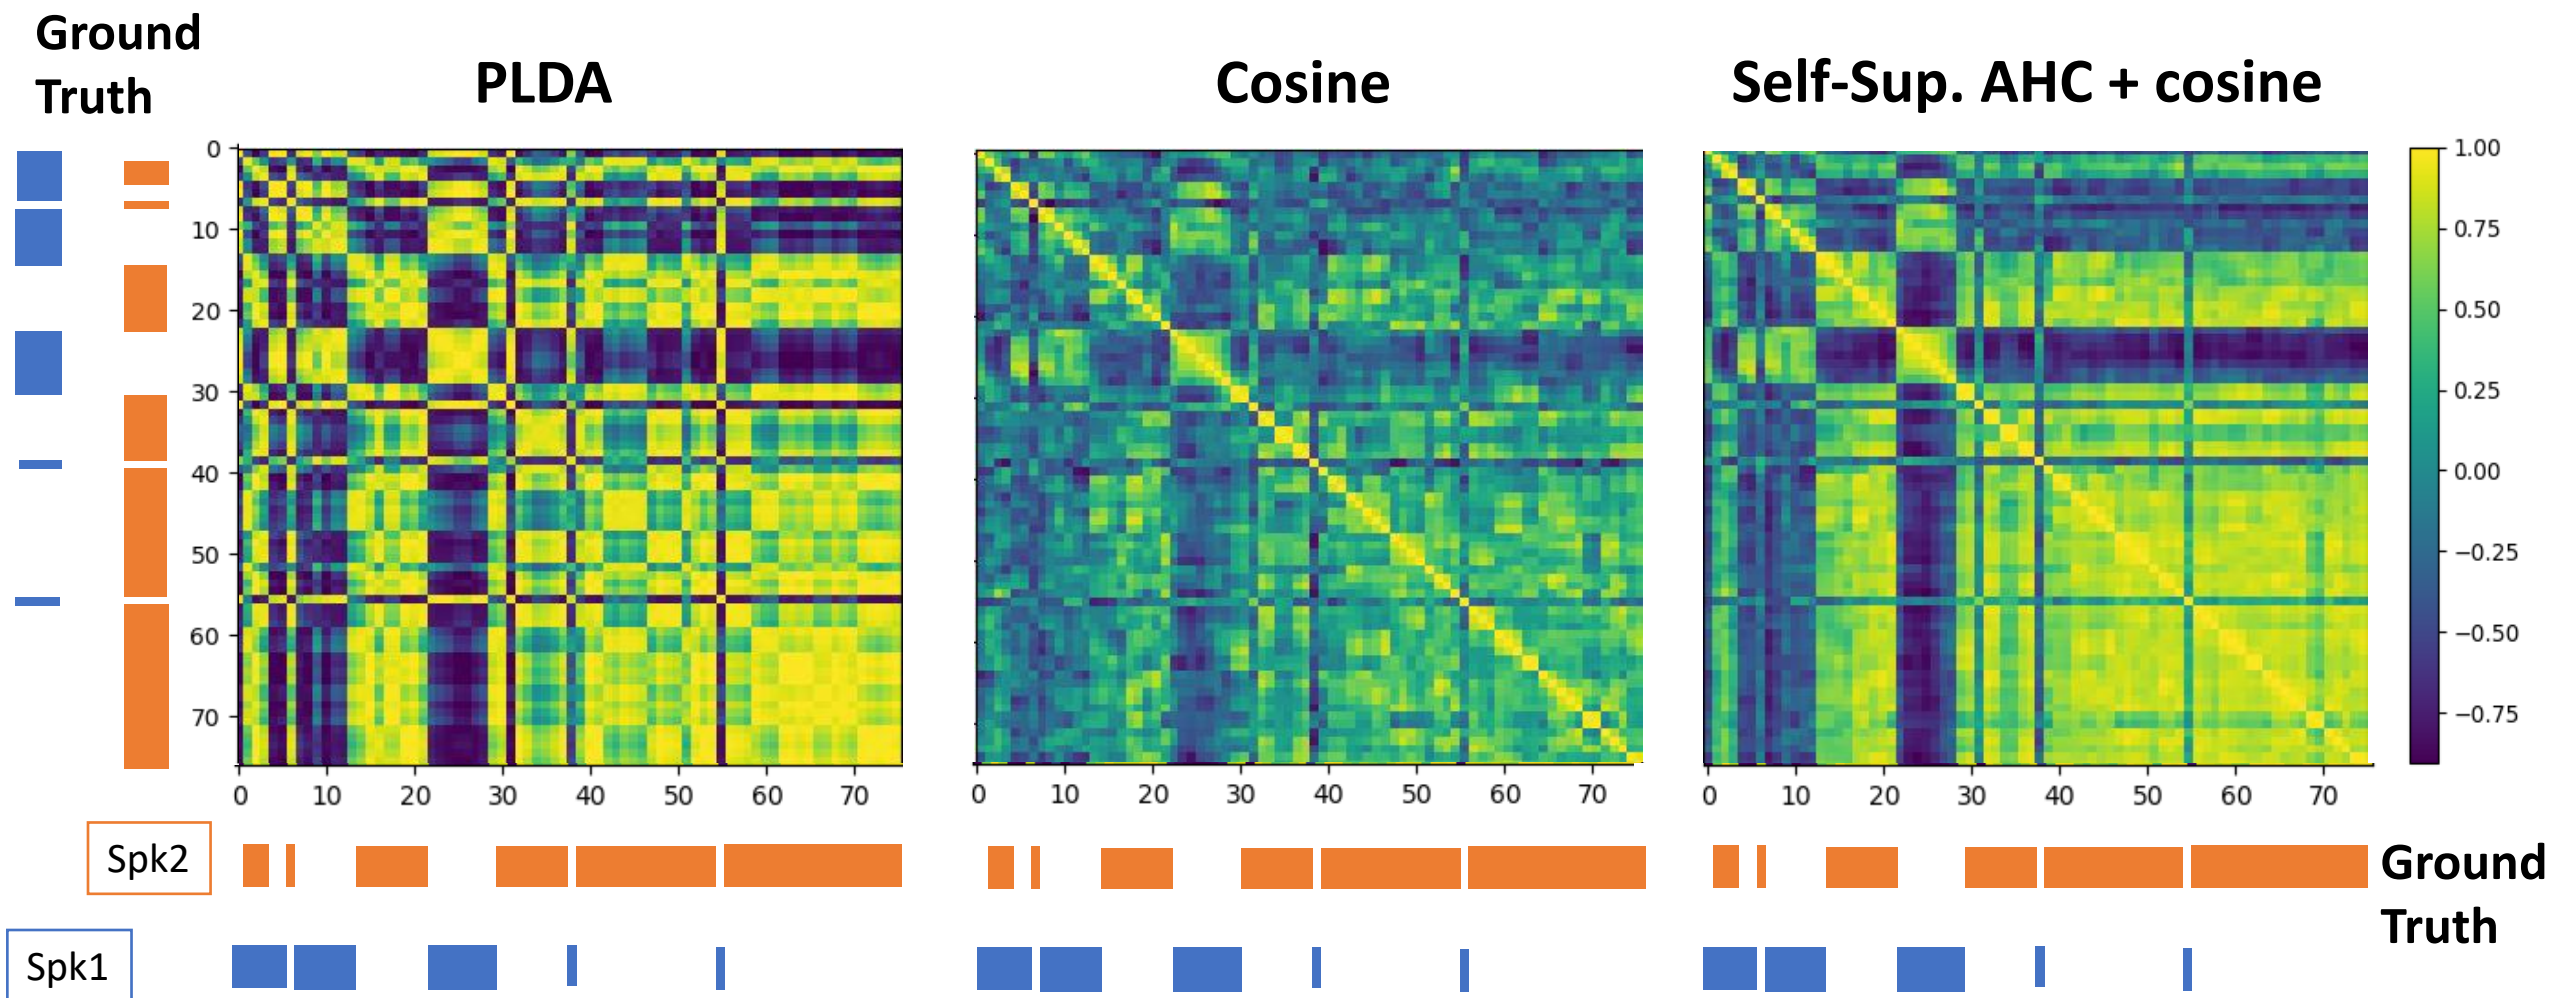 Ground
Truth
PLDA
Cosine
Self-Sup. AHC + cosine
0
10
20
30
40
50
60
70
0 10 20 30 40 50 60 70
0 10 20 30 40 50 60 70
0 10 20 30 40 50 60 70
1.00
0.75
0.50
0.25
0.00
−0.25
−0.50
−0.75
Spk2
Ground
Truth
Spk1